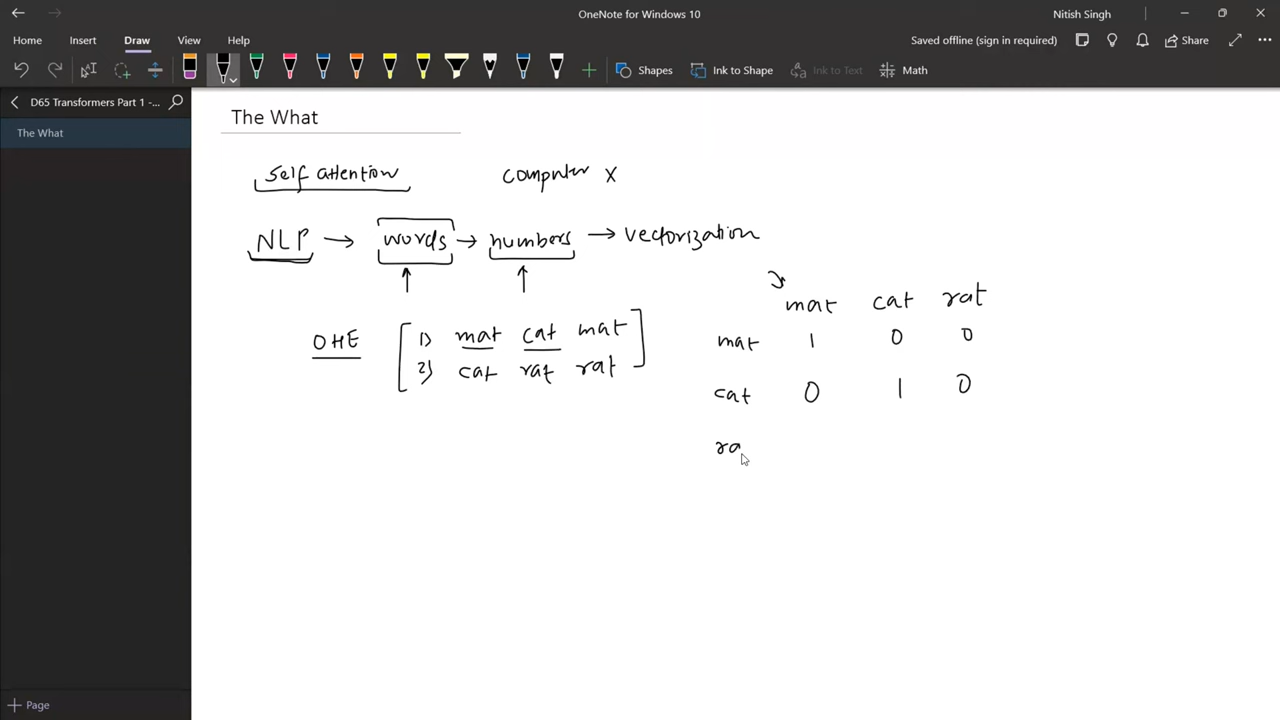 OneNote for Windows 10
Nitish Singh
Home Insert Draw View Help
Saved offline (sign in required)
Share
Shapes
Ink to Shape
Ink to Text
Math
D65 Transformers Part 1 -...
The What
The What
Self attention computer x
NLP → words → numbers → vectorization
mat cat rat
OHE 1) mat cat mat
2) cat rat rat
mat 1 0 0
cat 0 1 0
ra
Page